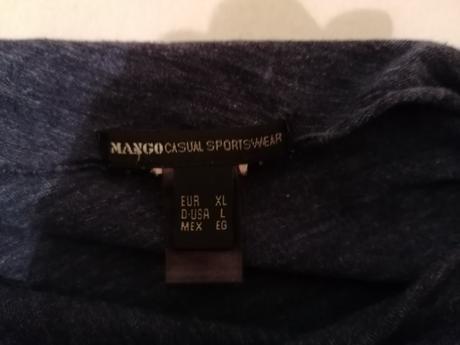 MANGO CASUAL SPORTSWEAR
EUR XL
D-USA L
MEX EG